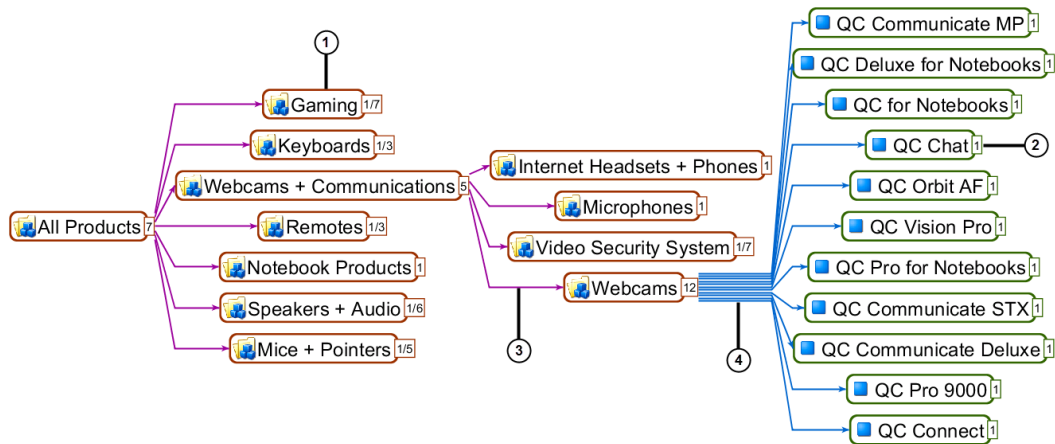 1
Gaming 1/7
Keyboards 1/3
Webcams + Communications 5
All Products 7
Remotes 1/3
Notebook Products 1
Speakers + Audio 1/6
Mice + Pointers 1/5
Internet Headsets + Phones 1
Microphones 1
Video Security System 1/7
Webcams 12
3
4
QC Communicate MP 1
QC Deluxe for Notebooks 1
QC for Notebooks 1
QC Chat 1
2
QC Orbit AF 1
QC Vision Pro 1
QC Pro for Notebooks 1
QC Communicate STX 1
QC Communicate Deluxe 1
QC Pro 9000 1
QC Connect 1